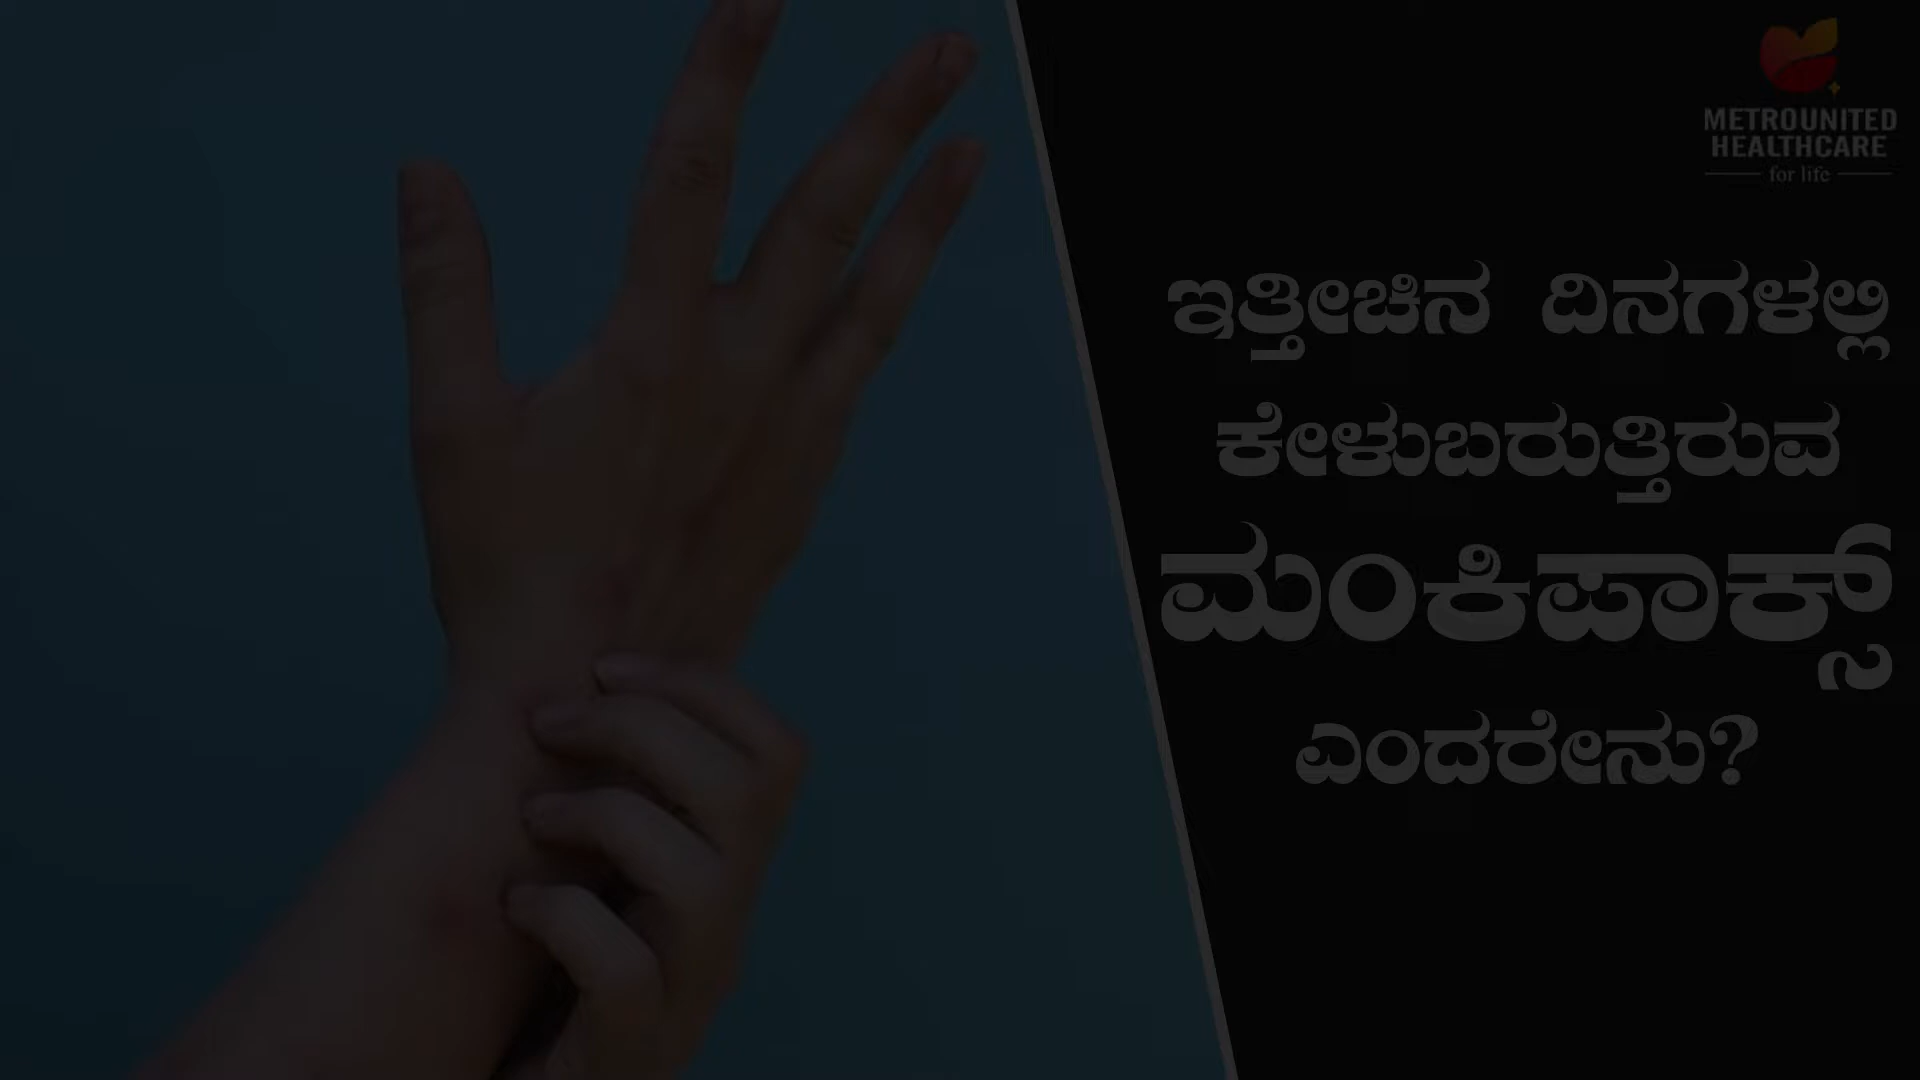 METROUNITED
HEALTHCARE
for life
ಇತ್ತೀಚಿನ ದಿನಗಳಲ್ಲಿ
ಕೇಳುಬರುತ್ತಿರುವ
ಮಂಕಿಪಾಕ್ಸ್
ಎಂದರೇನು?